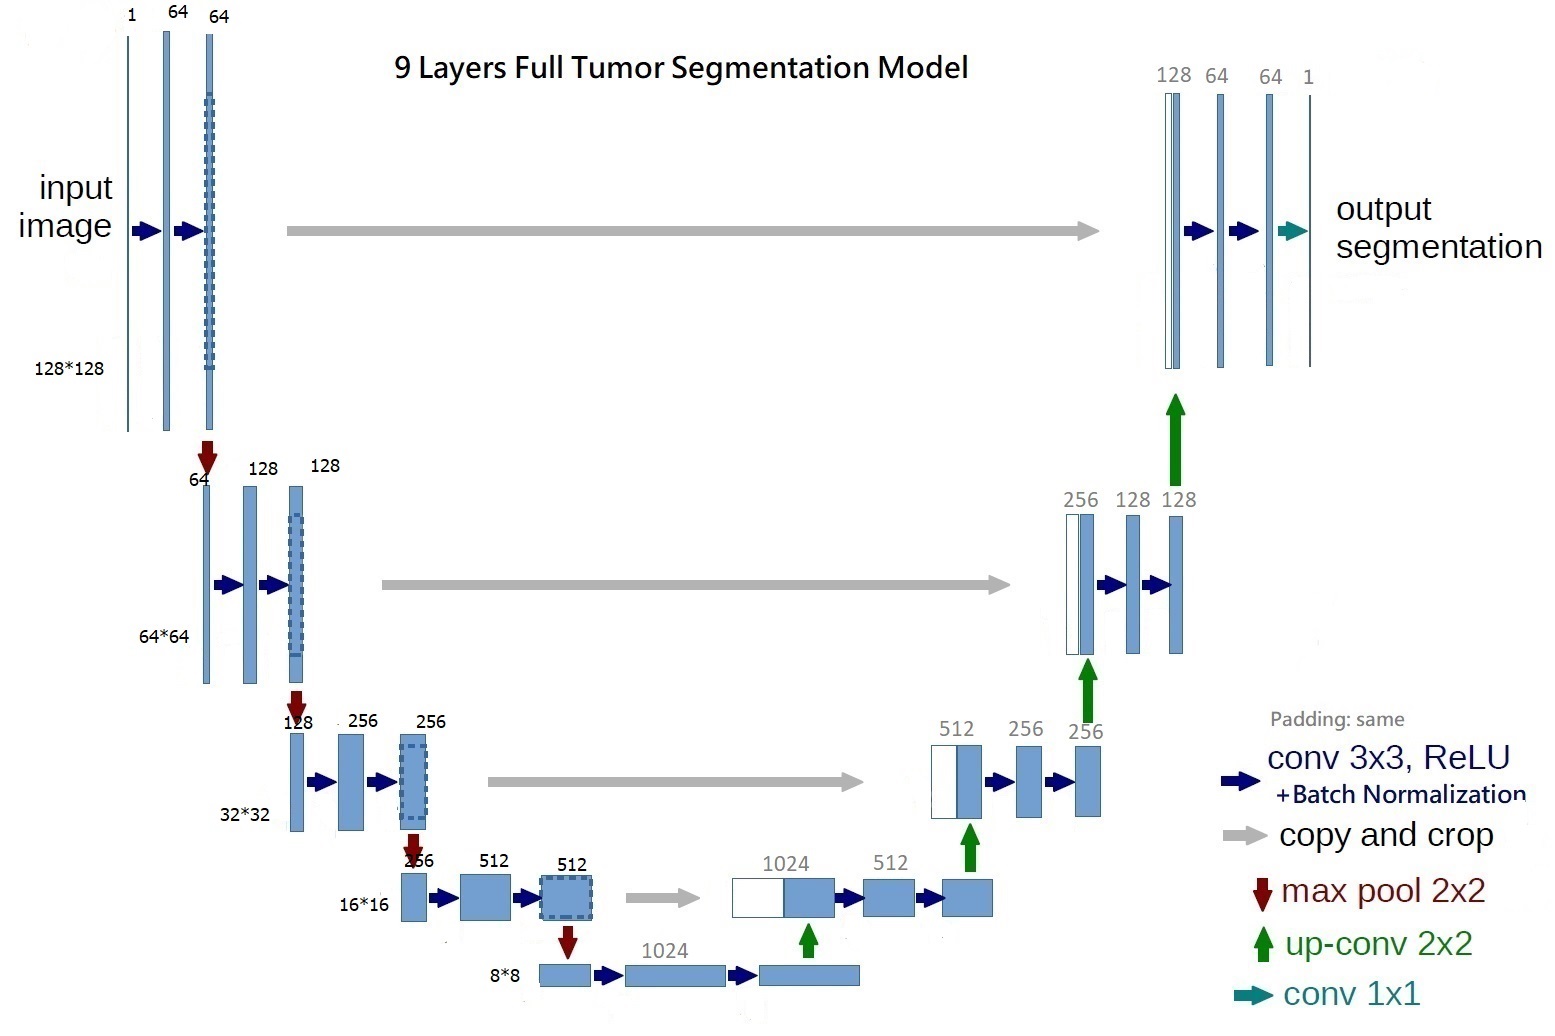 1 64 64
9 Layers Full Tumor Segmentation Model
128 64 64 1
input
image
output
segmentation
128*128
64 128 128
256 128 128
64*64
128 256 256
512 256 256
32*32
Padding: same
conv 3x3, ReLU
+Batch Normalization
copy and crop
max pool 2x2
up-conv 2x2
conv 1x1
256 512 512
1024 512
16*16
1024
8*8